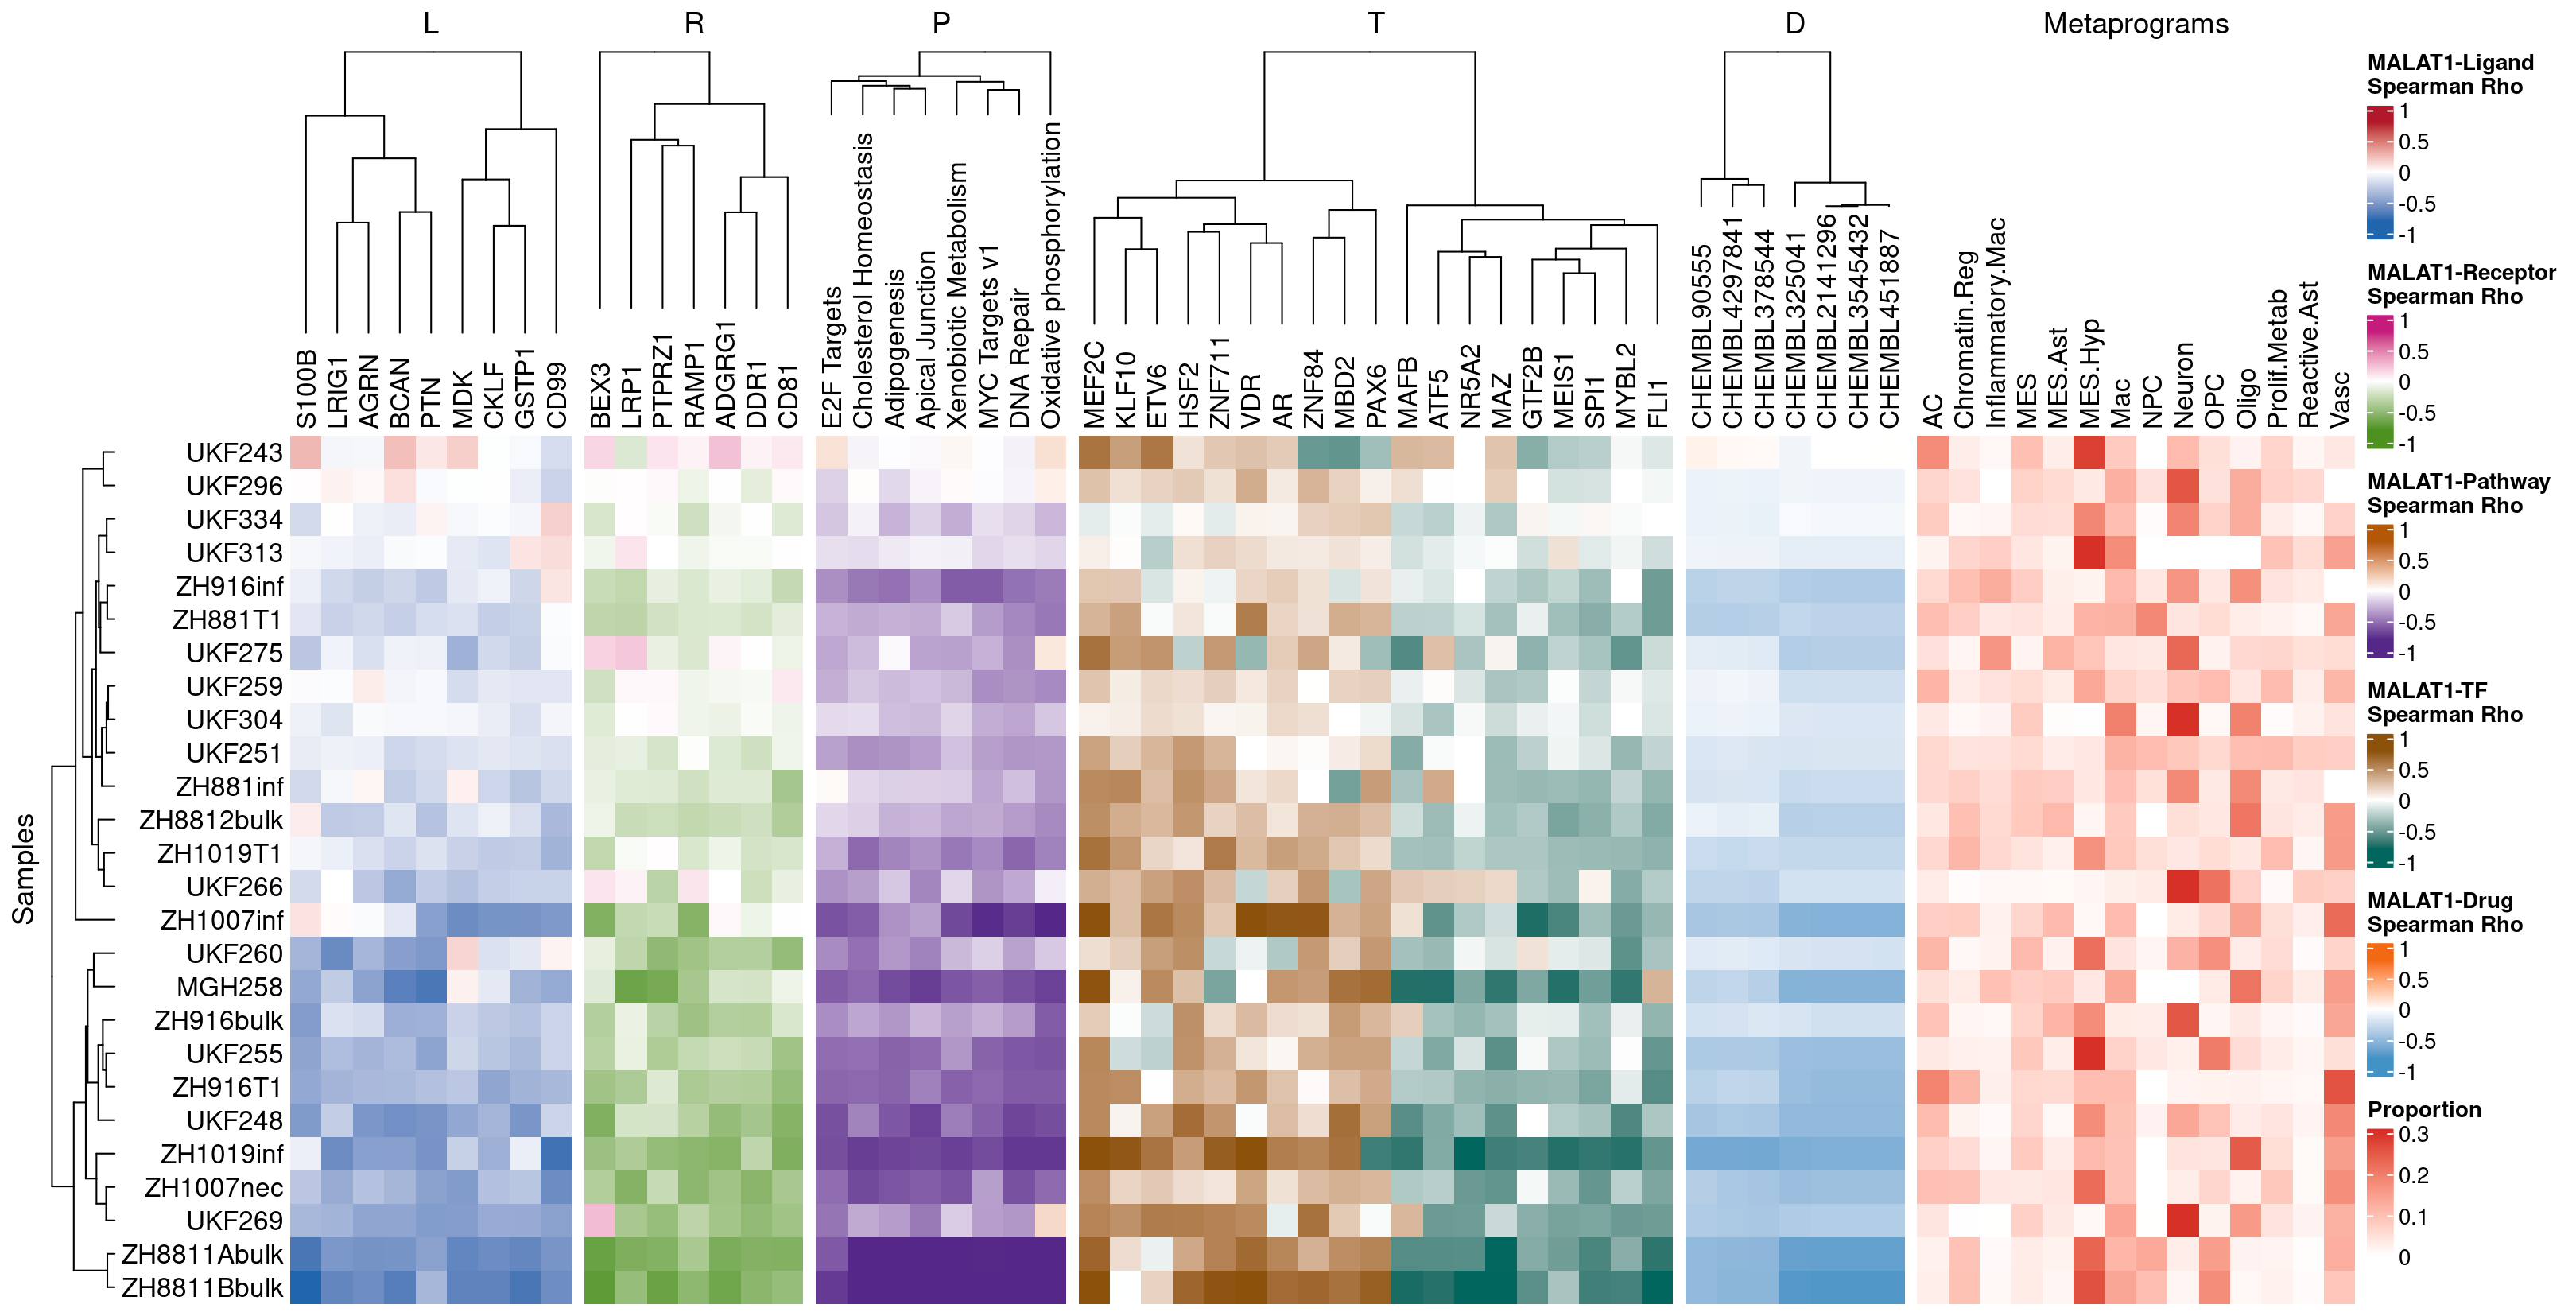 L
R
P
T
D
Metaprograms
S100B
LRIG1
AGRN
BCAN
PTN
MDK
CKLF
GSTP1
CD99
BEX3
LRP1
PTPRZ1
RAMP1
ADGRG1
DDR1
CD81
E2F Targets
Cholesterol Homeostasis
Adipogenesis
Apical Junction
Xenobiotic Metabolism
MYC Targets v1
DNA Repair
Oxidative phosphorylation
MEF2C
KLF10
ETV6
HSF2
ZNF711
VDR
AR
ZNF84
MBD2
PAX6
MAFB
ATF5
NR5A2
MAZ
GTF2B
MEIS1
SPI1
MYBL2
FLI1
CHEMBL90555
CHEMBL4297841
CHEMBL378544
CHEMBL325041
CHEMBL2141296
CHEMBL3545432
CHEMBL451887
AC
Chromatin.Reg
Inflammatory.Mac
MES
MES.Ast
MES.Hyp
Mac
NPC
Neuron
OPC
Oligo
Prolif.Metab
Reactive.Ast
Vasc
Samples
UKF243
UKF296
UKF334
UKF313
ZH916inf
ZH881T1
UKF275
UKF259
UKF304
UKF251
ZH881inf
ZH8812bulk
ZH1019T1
UKF266
ZH1007inf
UKF260
MGH258
ZH916bulk
UKF255
ZH916T1
UKF248
ZH1019inf
ZH1007nec
UKF269
ZH8811Abulk
ZH8811Bbulk
MALAT1-Ligand
Spearman Rho
1
0.5
0
-0.5
-1
MALAT1-Receptor
Spearman Rho
1
0.5
0
-0.5
-1
MALAT1-Pathway
Spearman Rho
1
0.5
0
-0.5
-1
MALAT1-TF
Spearman Rho
1
0.5
0
-0.5
-1
MALAT1-Drug
Spearman Rho
1
0.5
0
-0.5
-1
Proportion
0.3
0.2
0.1
0